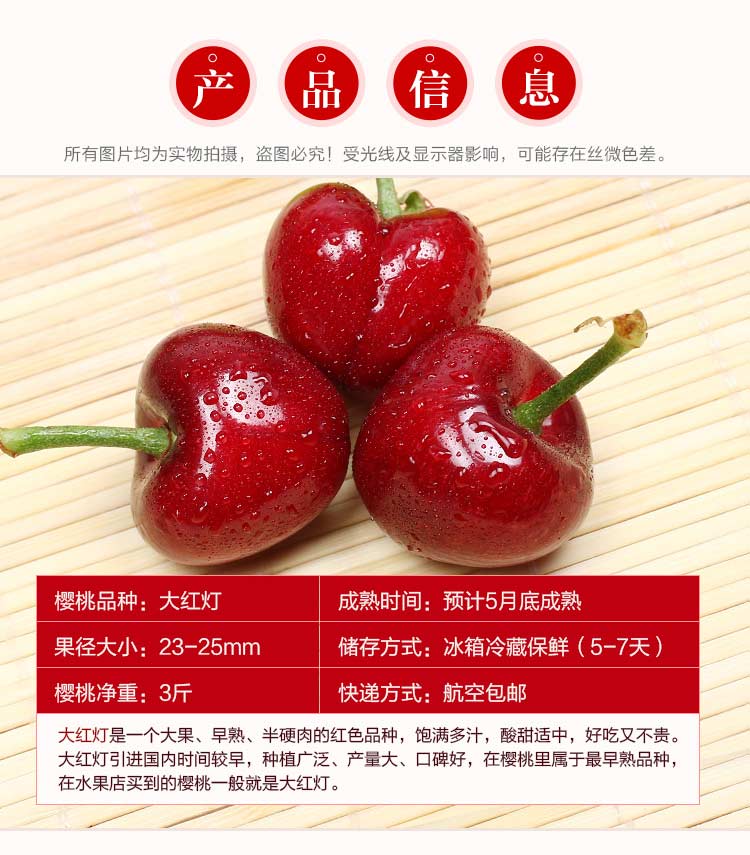 产品信息
所有图片均为实物拍摄，盗图必究！受光线及显示器影响，可能存在丝微色差。
樱桃品种：大红灯
成熟时间：预计5月底成熟
果径大小：23-25mm
储存方式：冰箱冷藏保鲜（5-7天）
樱桃净重：3斤
快递方式：航空包邮
大红灯是一个大果、早熟、半硬肉的红色品种，饱满多汁，酸甜适中，好吃又不贵。
大红灯引进国内时间较早，种植广泛、产量大、口碑好，在樱桃里属于最早熟品种，
在水果店买到的樱桃一般就是大红灯。